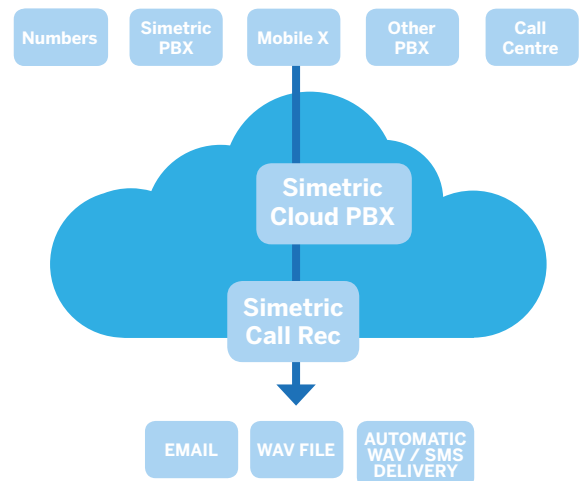 Numbers
Simetric
PBX
Mobile X
Other
PBX
Call
Centre
Simetric
Cloud PBX
Simetric
Call Rec
EMAIL
WAV FILE
AUTOMATIC
WAV / SMS
DELIVERY